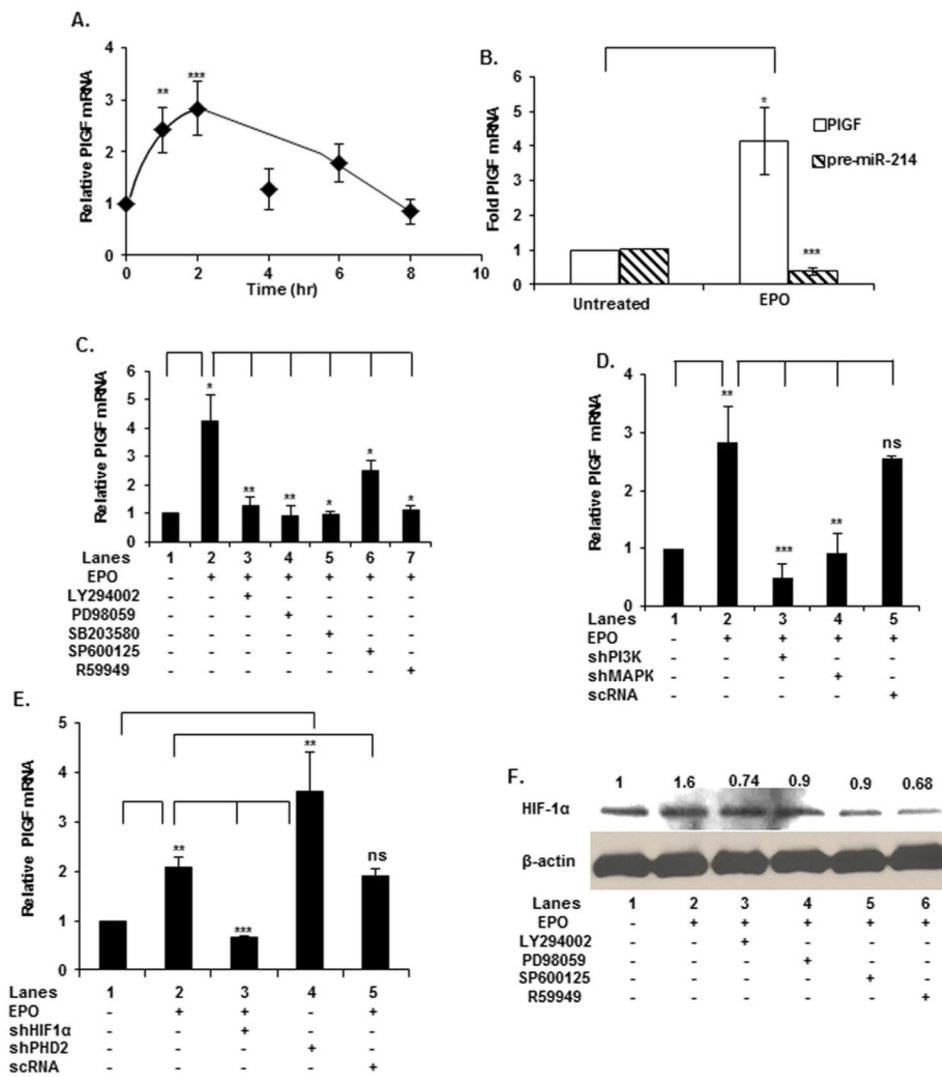 A.
Relative PlGF mRNA
4
3
2
1
0
**
***
0 2 4 6 8 10
Time (hr)
B.
Fold PlGF mRNA
6
5
4
3
2
1
0
*
***
PlGF
pre-miR-214
Untreated EPO
C.
Relative PlGF mRNA
6
5
4
3
2
1
0
* ** ** * * *
Lanes 1 2 3 4 5 6 7
EPO - + + + + + +
LY294002 - - + - - - -
PD98059 - - - + - - -
SB203580 - - - - + - -
SP600125 - - - - - + -
R59949 - - - - - - +
D.
Relative PlGF mRNA
4
3
2
1
0
** *** ** ns
Lanes 1 2 3 4 5
EPO - + + + +
shPI3K - - + - -
shMAPK - - - + -
scRNA - - - - +
E.
Relative PlGF mRNA
5
4
3
2
1
0
** *** ** ns
Lanes 1 2 3 4 5
EPO - + + - +
shHIF1α - - + - -
shPHD2 - - - + -
scRNA - - - - +
F.
1 1.6 0.74 0.9 0.9 0.68
HIF-1α
β-actin
Lanes 1 2 3 4 5 6
EPO - + + + + +
LY294002 - - + - - -
PD98059 - - - + - -
SP600125 - - - - + -
R59949 - - - - - +